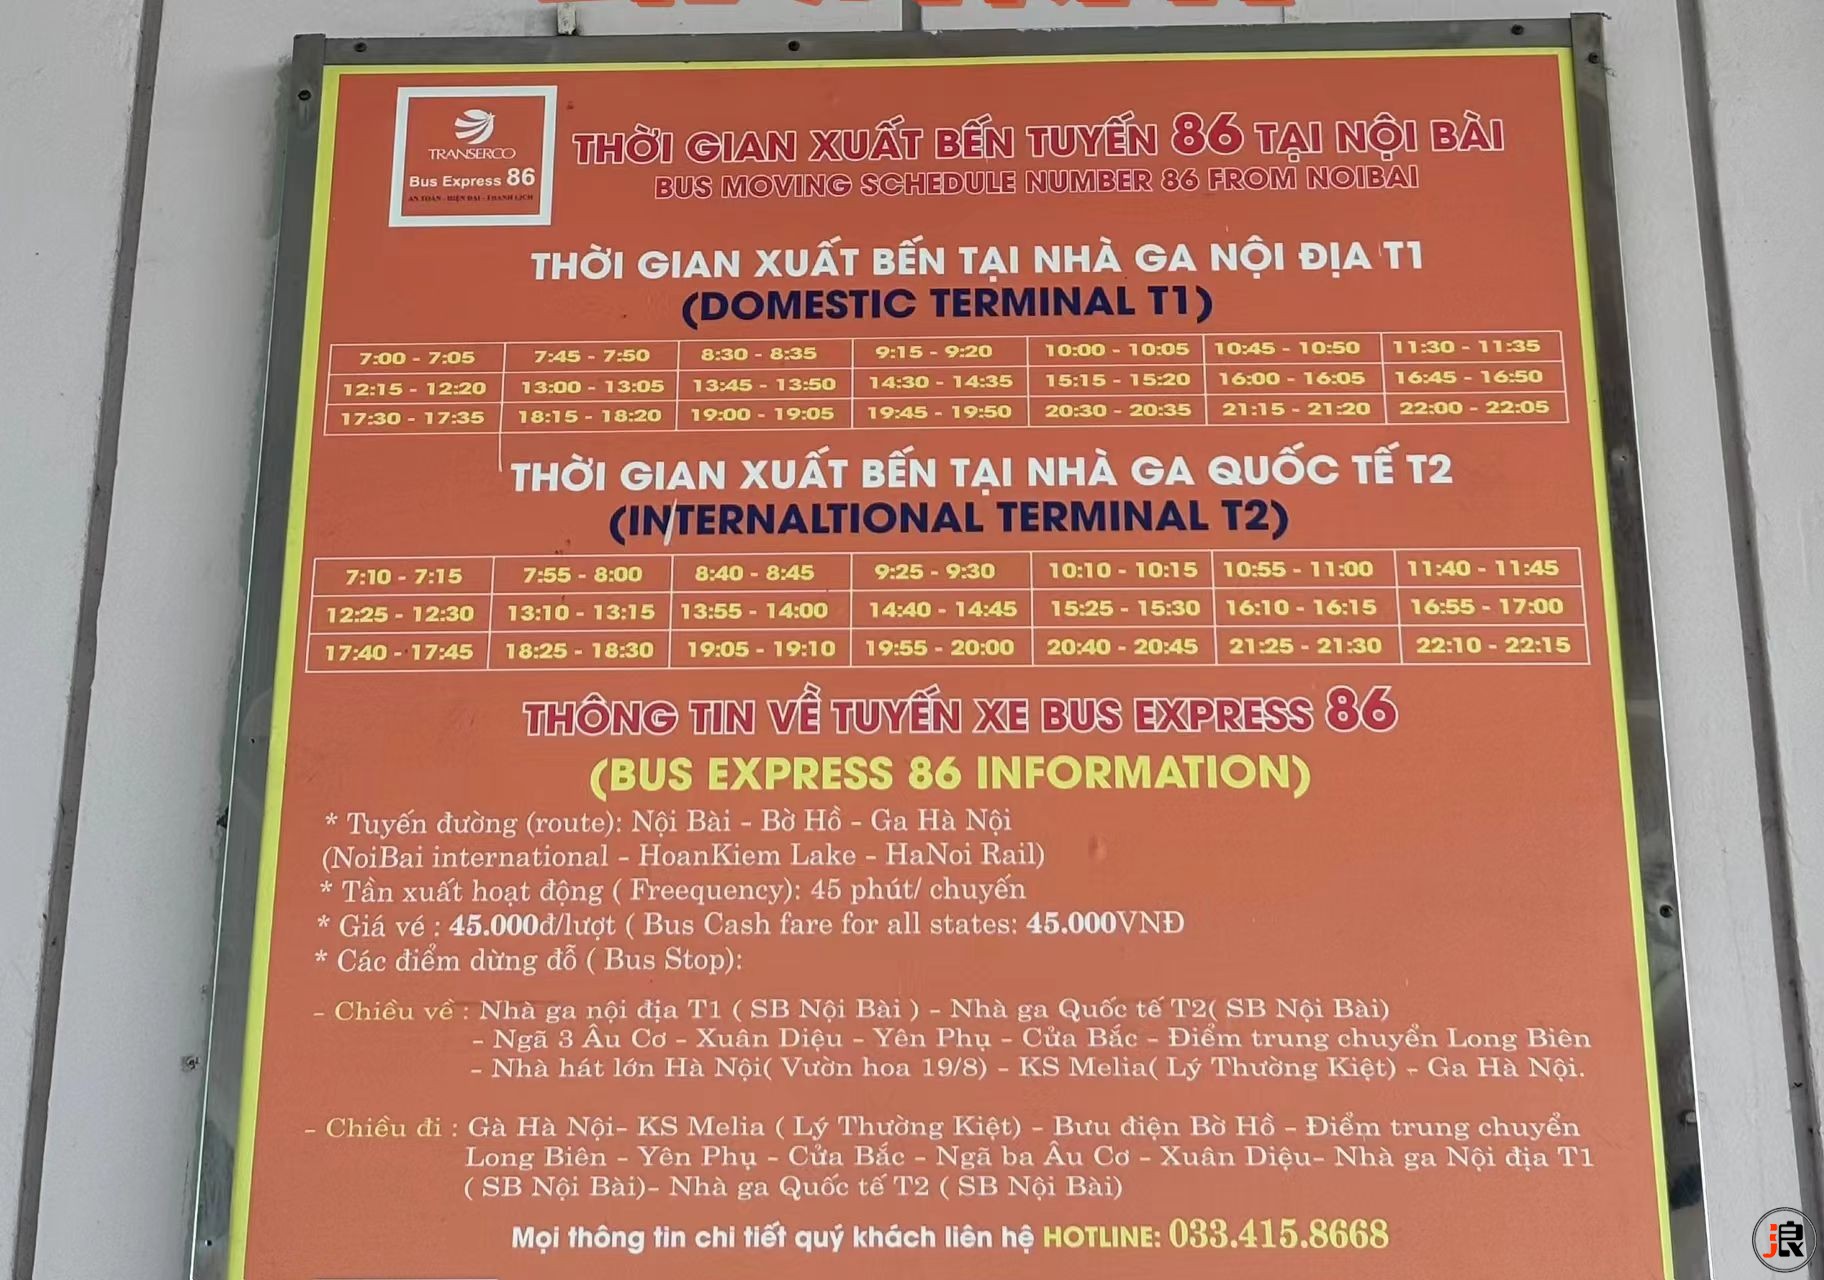 TRANSERCO
Bus Express 86
AN TOÀN - HIỆN ĐẠI - THANH LỊCH
THỜI GIAN XUẤT BẾN TUYẾN 86 TẠI NỘI BÀI
BUS MOVING SCHEDULE NUMBER 86 FROM NOIBAI
THỜI GIAN XUẤT BẾN TẠI NHÀ GA NỘI ĐỊA T1
(DOMESTIC TERMINAL T1)
7:00 - 7:05 7:45 - 7:50 8:30 - 8:35 9:15 - 9:20 10:00 - 10:05 10:45 - 10:50 11:30 - 11:35
12:15 - 12:20 13:00 - 13:05 13:45 - 13:50 14:30 - 14:35 15:15 - 15:20 16:00 - 16:05 16:45 - 16:50
17:30 - 17:35 18:15 - 18:20 19:00 - 19:05 19:45 - 19:50 20:30 - 20:35 21:15 - 21:20 22:00 - 22:05
THỜI GIAN XUẤT BẾN TẠI NHÀ GA QUỐC TẾ T2
(INTERNALTIONAL TERMINAL T2)
7:10 - 7:15 7:55 - 8:00 8:40 - 8:45 9:25 - 9:30 10:10 - 10:15 10:55 - 11:00 11:40 - 11:45
12:25 - 12:30 13:10 - 13:15 13:55 - 14:00 14:40 - 14:45 15:25 - 15:30 16:10 - 16:15 16:55 - 17:00
17:40 - 17:45 18:25 - 18:30 19:05 - 19:10 19:55 - 20:00 20:40 - 20:45 21:25 - 21:30 22:10 - 22:15
THÔNG TIN VỀ TUYẾN XE BUS EXPRESS 86
(BUS EXPRESS 86 INFORMATION)
* Tuyến đường (route): Nội Bài - Bờ Hồ - Ga Hà Nội
(NoiBai international - HoanKiem Lake - HaNoi Rail)
* Tần xuất hoạt động ( Freequency): 45 phút/ chuyến
* Giá vé : 45.000đ/lượt ( Bus Cash fare for all states: 45.000VNĐ
* Các điểm dừng đỗ ( Bus Stop):
- Chiều về : Nhà ga nội địa T1 ( SB Nội Bài ) - Nhà ga Quốc tế T2( SB Nội Bài)
- Ngã 3 Âu Cơ - Xuân Diệu - Yên Phụ - Cửa Bắc - Điểm trung chuyển Long Biên
- Nhà hát lớn Hà Nội( Vườn hoa 19/8) - KS Melia( Lý Thường Kiệt) - Ga Hà Nội.
- Chiều đi : Gà Hà Nội- KS Melia ( Lý Thường Kiệt) - Bưu điện Bờ Hồ - Điểm trung chuyển
Long Biên - Yên Phụ - Cửa Bắc - Ngã ba Âu Cơ - Xuân Diệu- Nhà ga Nội địa T1
( SB Nội Bài)- Nhà ga Quốc tế T2 ( SB Nội Bài)
Mọi thông tin chi tiết quý khách liên hệ HOTLINE: 033.415.8668